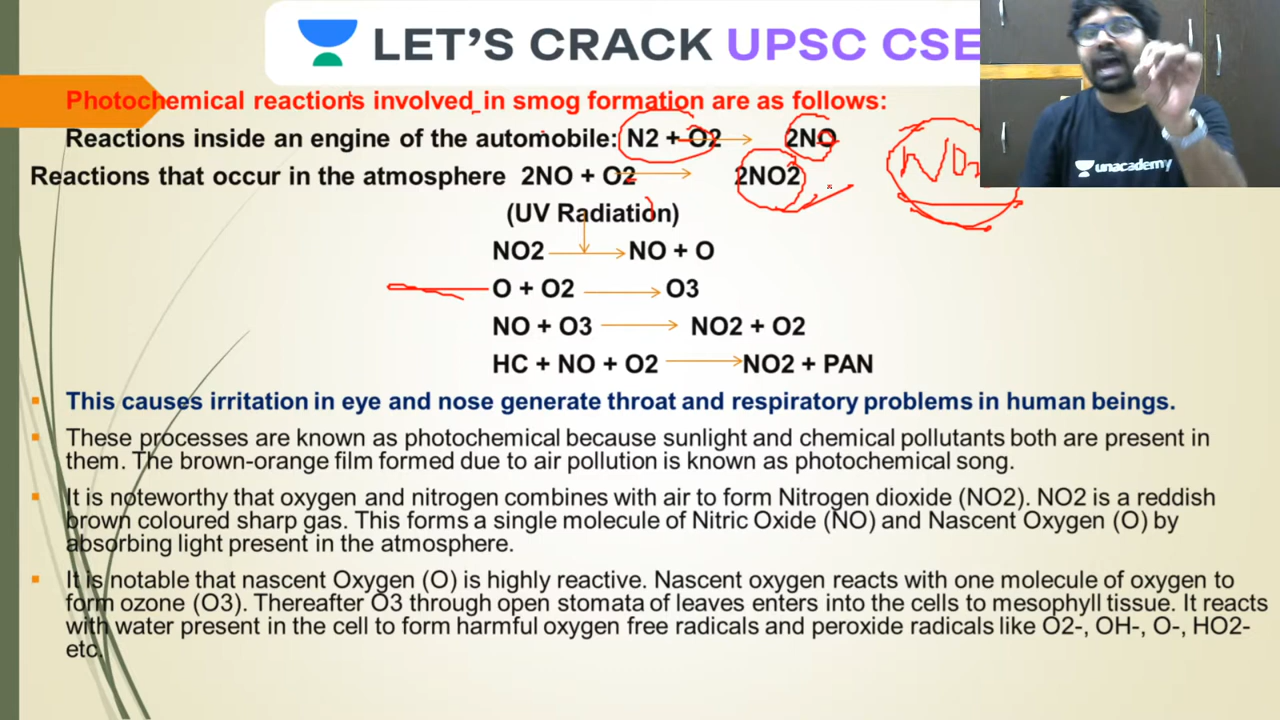 LET'S CRACK UPSC CSE
Photochemical reactions involved in smog formation are as follows:
Reactions inside an engine of the automobile: N2 + O2 → 2NO
Reactions that occur in the atmosphere 2NO + O2 → 2NO2
(UV Radiation)
NO2 → NO + O
O + O2 → O3
NO + O3 → NO2 + O2
HC + NO + O2 → NO2 + PAN
▪ This causes irritation in eye and nose generate throat and respiratory problems in human beings.
▪ These processes are known as photochemical because sunlight and chemical pollutants both are present in
them. The brown-orange film formed due to air pollution is known as photochemical song.
▪ It is noteworthy that oxygen and nitrogen combines with air to form Nitrogen dioxide (NO2). NO2 is a reddish
brown coloured sharp gas. This forms a single molecule of Nitric Oxide (NO) and Nascent Oxygen (O) by
absorbing light present in the atmosphere.
▪ It is notable that nascent Oxygen (O) is highly reactive. Nascent oxygen reacts with one molecule of oxygen to
form ozone (O3). Thereafter O3 through open stomata of leaves enters into the cells to mesophyll tissue. It reacts
with water present in the cell to form harmful oxygen free radicals and peroxide radicals like O2-, OH-, O-, HO2-
etc.
unacademy